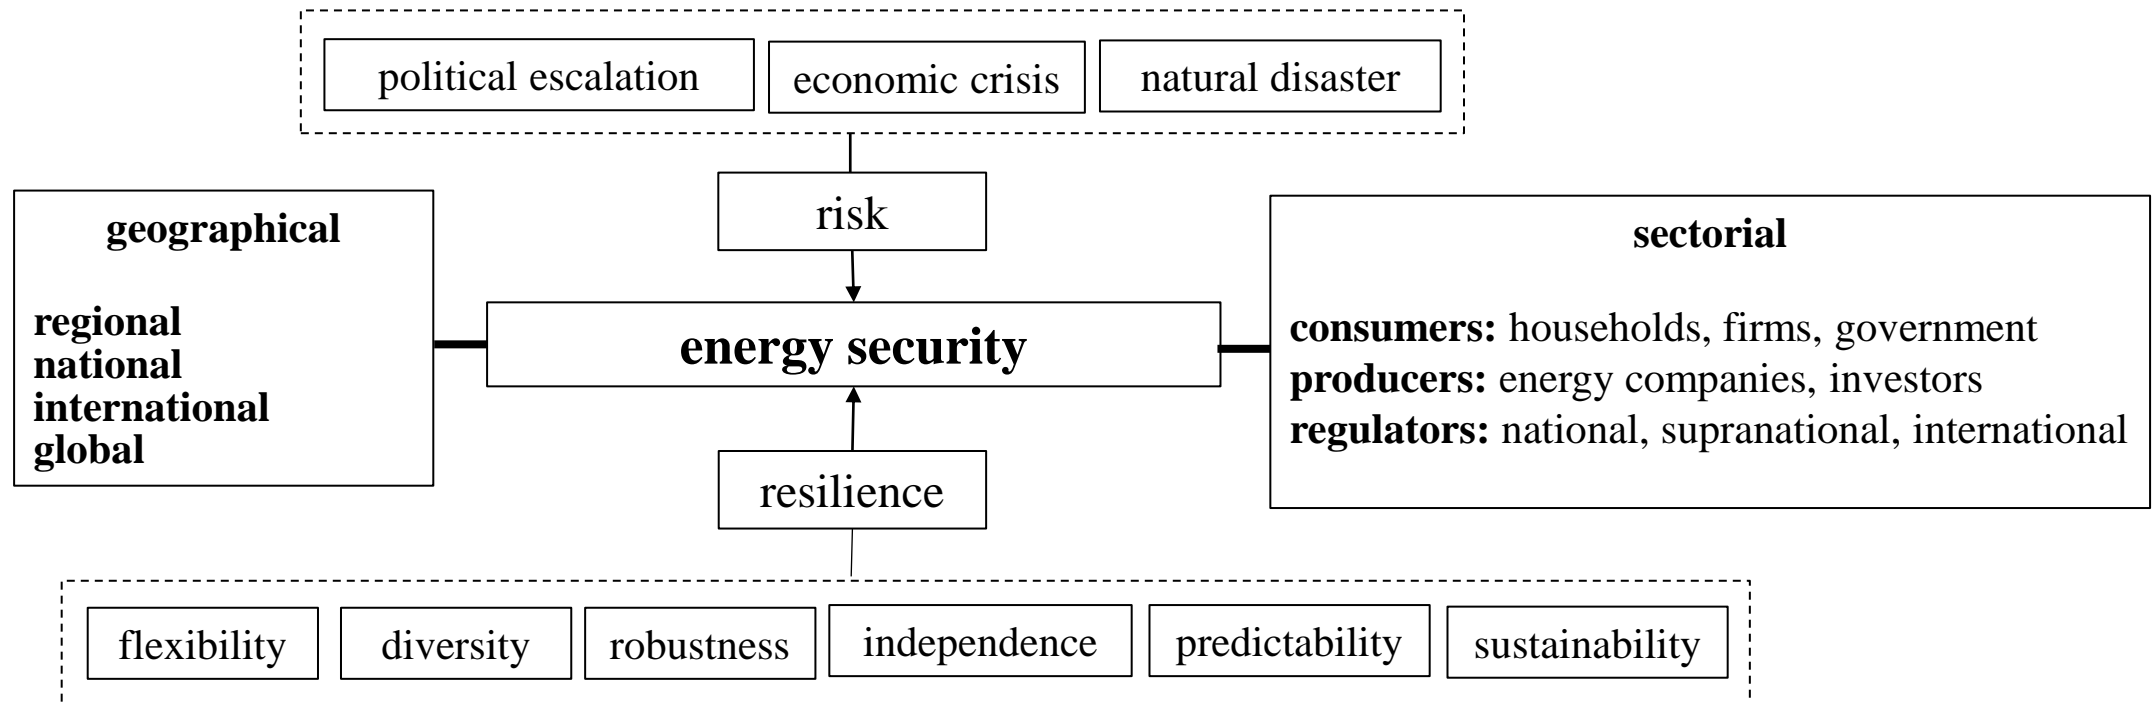 political escalation
economic crisis
natural disaster
risk
geographical
regional
national
international
global
energy security
sectorial
consumers: households, firms, government
producers: energy companies, investors
regulators: national, supranational, international
resilience
flexibility
diversity
robustness
independence
predictability
sustainability